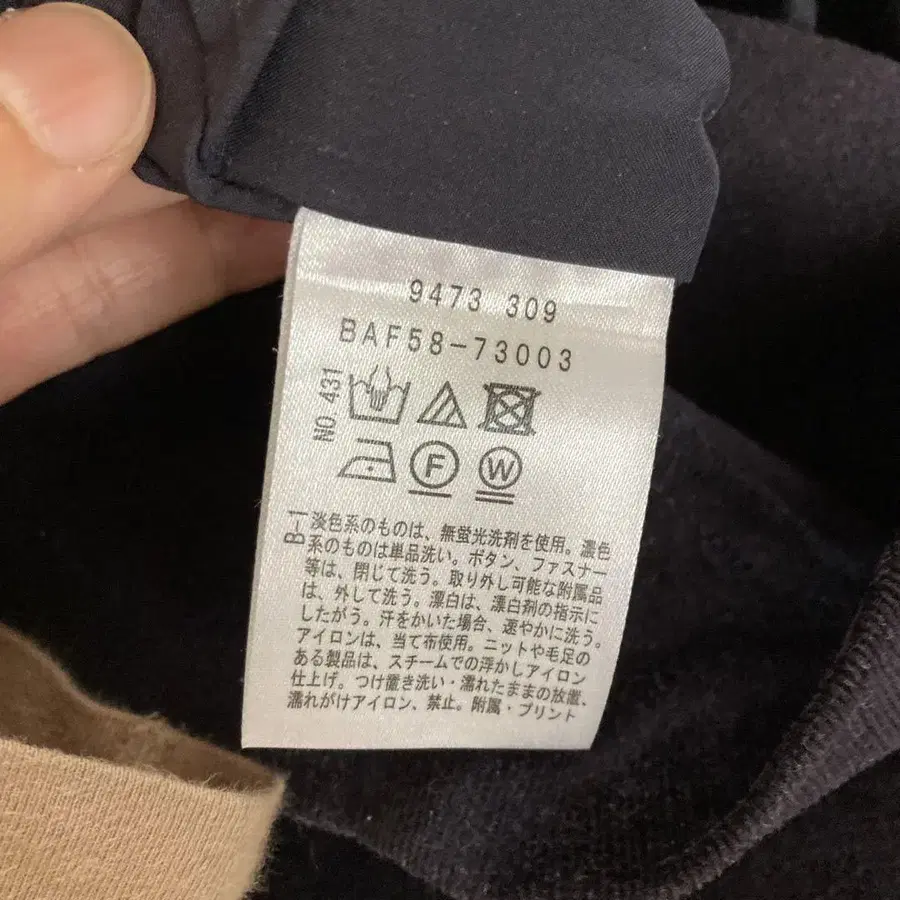 9473 309
BAF58-73003
NO. 431
F
W
B-1
淡色系のものは、無蛍光洗剤を使用。濃色
系のものは単品洗い。ボタン、ファスナー
等は、閉じて洗う。取り外し可能な附属品
は、外して洗う。漂白は、漂白剤の指示に
したがう。汗をかいた場合、速やかに洗う。
アイロンは、当て布使用。ニットや毛足の
ある製品は、スチームでの浮かしアイロン
仕上げ。つけ置き洗い・濡れたままの放置、
濡れがけアイロン、禁止。附属・プリント